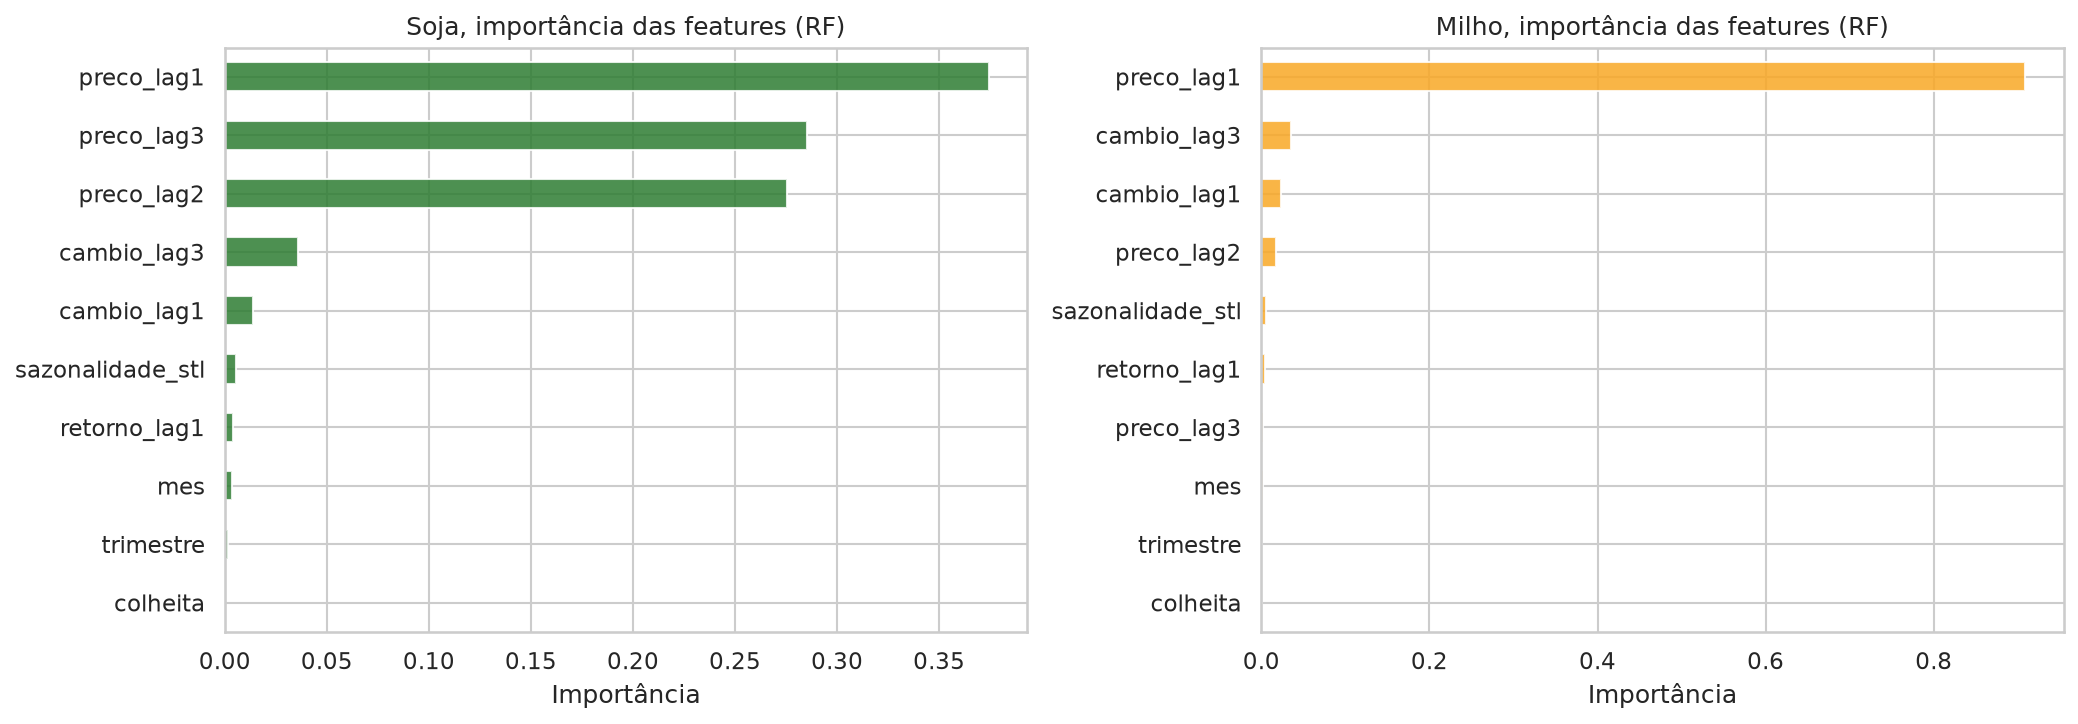 Soja, importância das features (RF)
preco_lag1
preco_lag3
preco_lag2
cambio_lag3
cambio_lag1
sazonalidade_stl
retorno_lag1
mes
trimestre
colheita
0.00 0.05 0.10 0.15 0.20 0.25 0.30 0.35
Importância
Milho, importância das features (RF)
preco_lag1
cambio_lag3
cambio_lag1
preco_lag2
sazonalidade_stl
retorno_lag1
preco_lag3
mes
trimestre
colheita
0.0 0.2 0.4 0.6 0.8
Importância